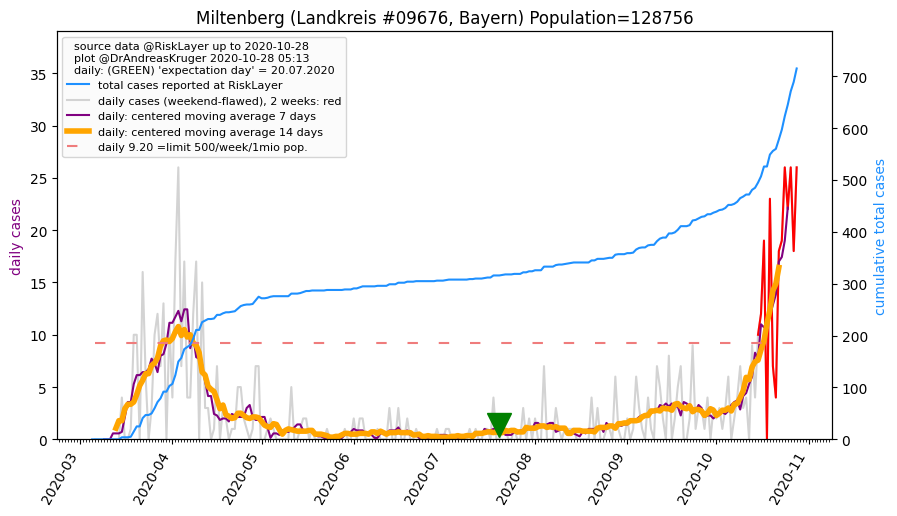 Miltenberg (Landkreis #09676, Bayern) Population=128756
source data @RiskLayer up to 2020-10-28
plot @DrAndreasKruger 2020-10-28 05:13
daily: (GREEN) 'expectation day' = 20.07.2020
total cases reported at RiskLayer
daily cases (weekend-flawed), 2 weeks: red
daily: centered moving average 7 days
daily: centered moving average 14 days
daily 9.20 =limit 500/week/1mio pop.
daily cases
35
30
25
20
15
10
5
0
cumulative total cases
700
600
500
400
300
200
100
0
2020-03
2020-04
2020-05
2020-06
2020-07
2020-08
2020-09
2020-10
2020-11